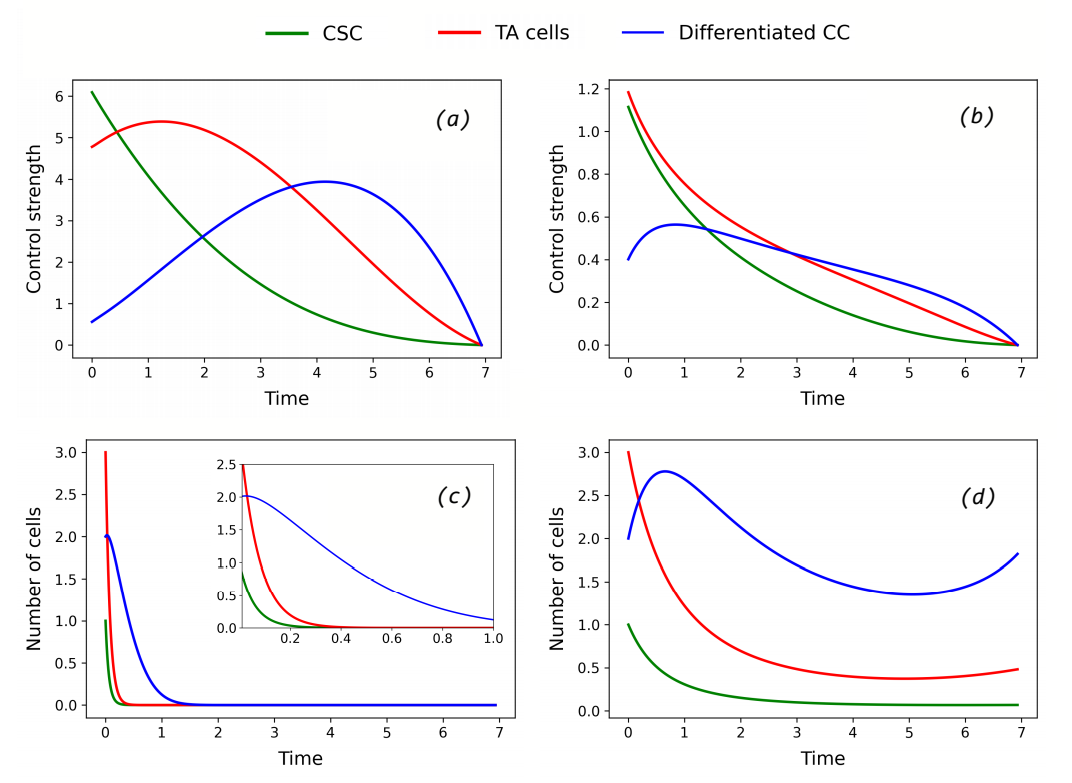 CSC TA cells Differentiated CC
(a)
Control strength
6
5
4
3
2
1
0
0 1 2 3 4 5 6 7
Time
(b)
Control strength
1.2
1.0
0.8
0.6
0.4
0.2
0.0
0 1 2 3 4 5 6 7
Time
(c)
Number of cells
3.0
2.5
2.0
1.5
1.0
0.5
0.0
0 1 2 3 4 5 6 7
Time
2.5
2.0
1.5
1.0
0.5
0.0
0.2 0.4 0.6 0.8 1.0
(d)
Number of cells
3.0
2.5
2.0
1.5
1.0
0.5
0.0
0 1 2 3 4 5 6 7
Time